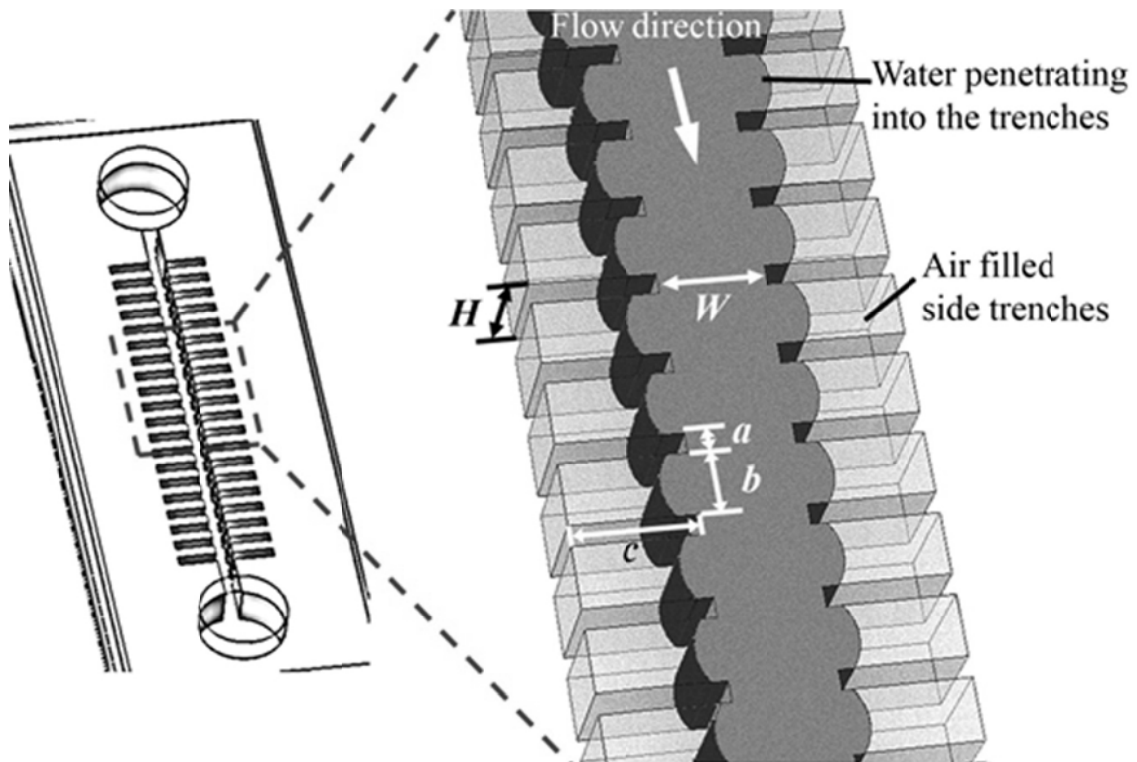 Flow direction
Water penetrating
into the trenches
Air filled
side trenches
H
W
a
b
c